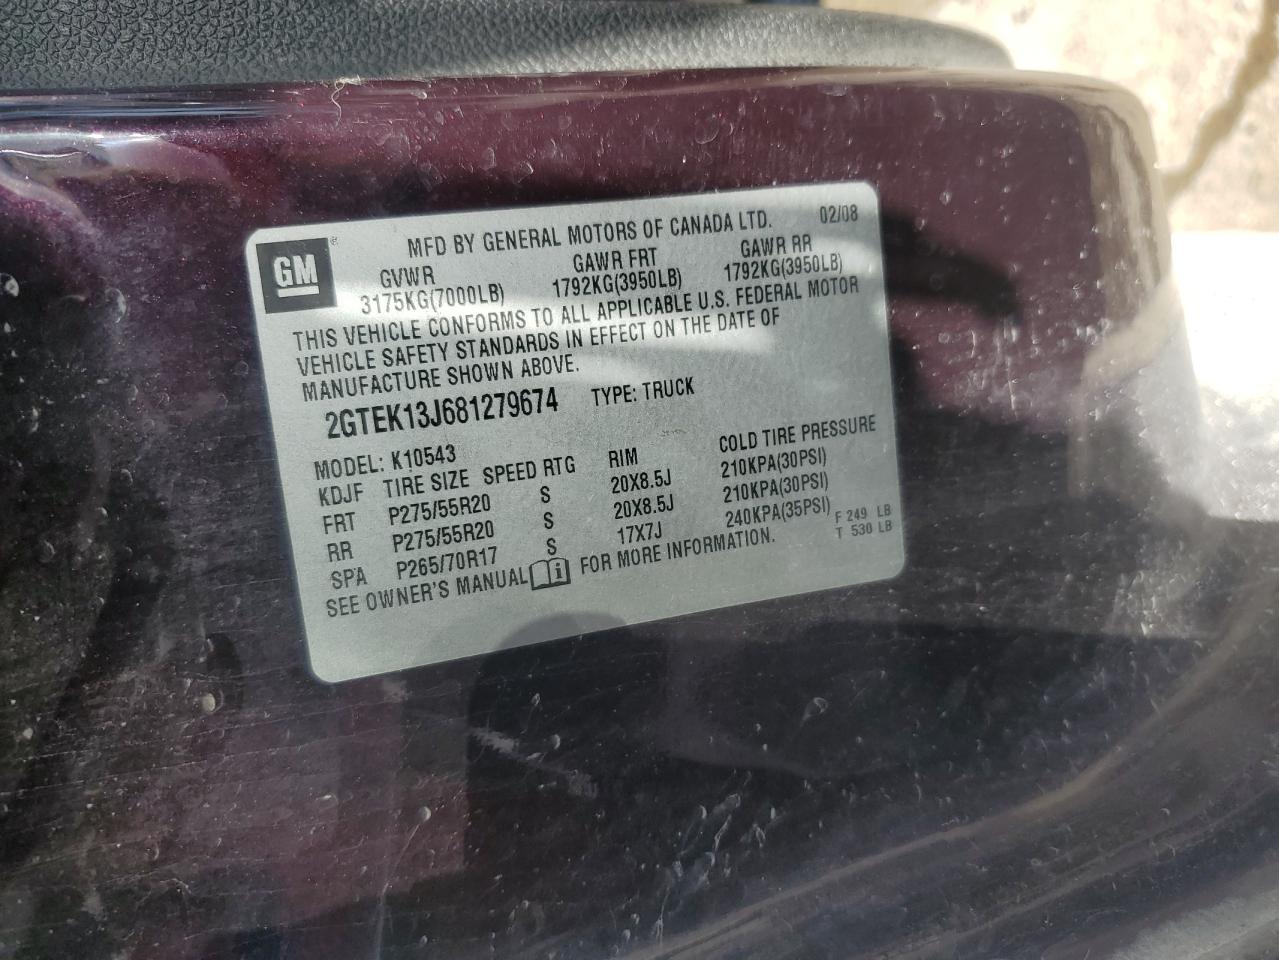 GM ®
MFD BY GENERAL MOTORS OF CANADA LTD. 02/08
GVWR GAWR FRT GAWR RR
3175KG(7000LB) 1792KG(3950LB) 1792KG(3950LB)
THIS VEHICLE CONFORMS TO ALL APPLICABLE U.S. FEDERAL MOTOR
VEHICLE SAFETY STANDARDS IN EFFECT ON THE DATE OF
MANUFACTURE SHOWN ABOVE.
2GTEK13J681279674 TYPE: TRUCK
MODEL: K10543
KDJF TIRE SIZE SPEED RTG RIM COLD TIRE PRESSURE
FRT P275/55R20 S 20X8.5J 210KPA(30PSI)
RR P275/55R20 S 20X8.5J 210KPA(30PSI)
SPA P265/70R17 S 17X7J 240KPA(35PSI)
F 249 LB
T 530 LB
SEE OWNER'S MANUAL i FOR MORE INFORMATION.